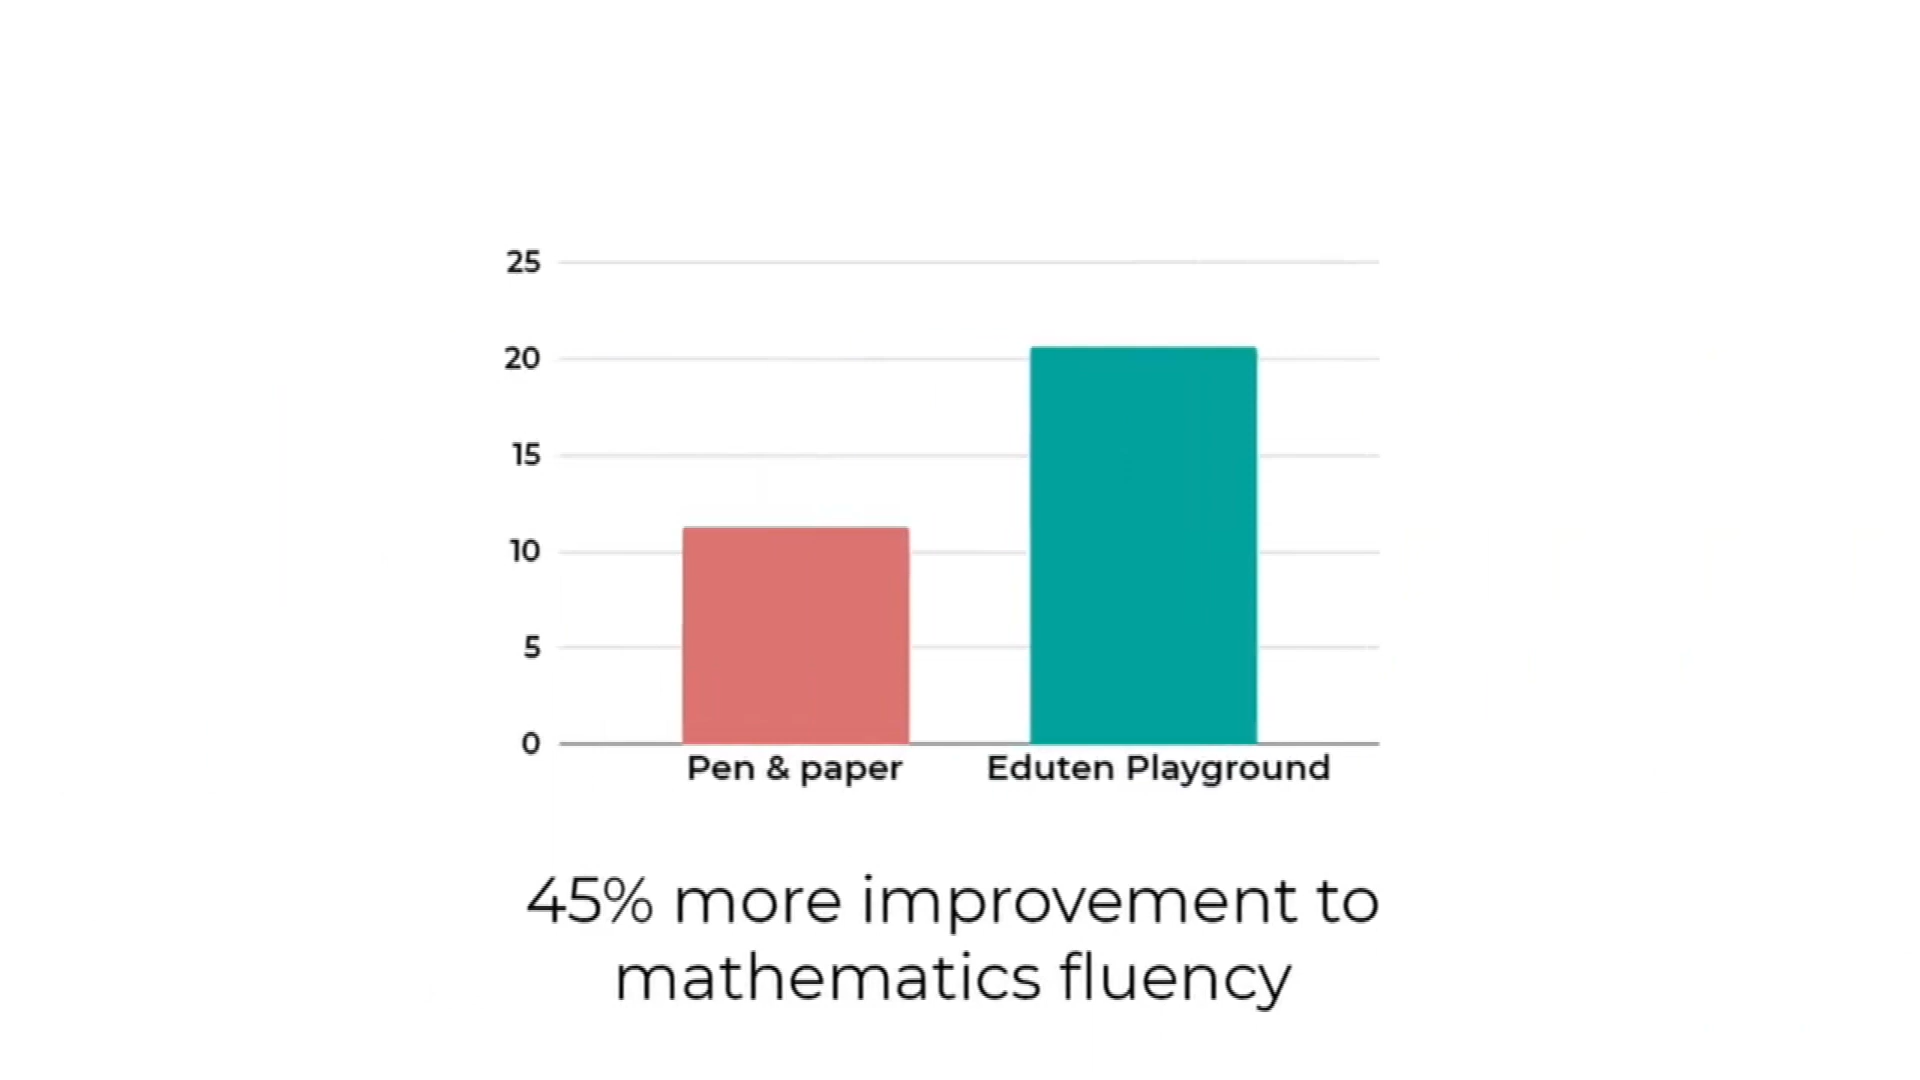 25
20
15
10
5
0
Pen & paper
Eduten Playground
45% more improvement to
mathematics fluency